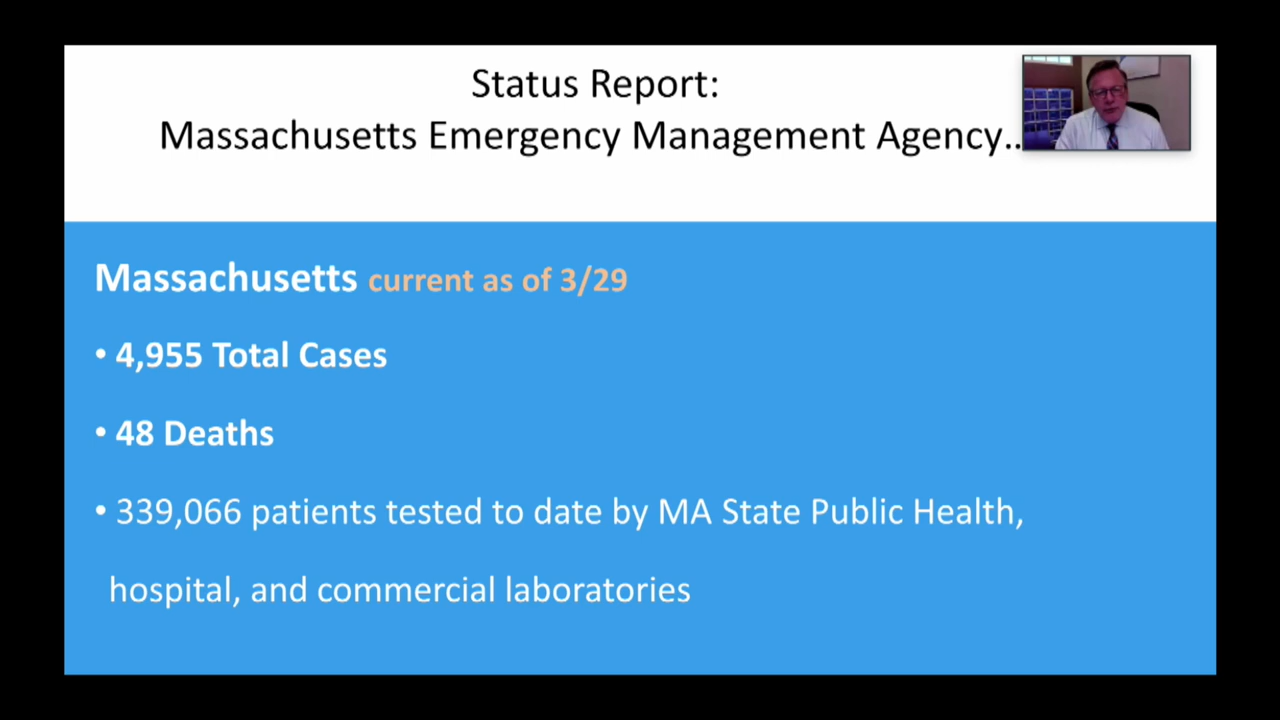 Status Report:
Massachusetts Emergency Management Agency..
Massachusetts current as of 3/29
• 4,955 Total Cases
• 48 Deaths
• 339,066 patients tested to date by MA State Public Health,
hospital, and commercial laboratories